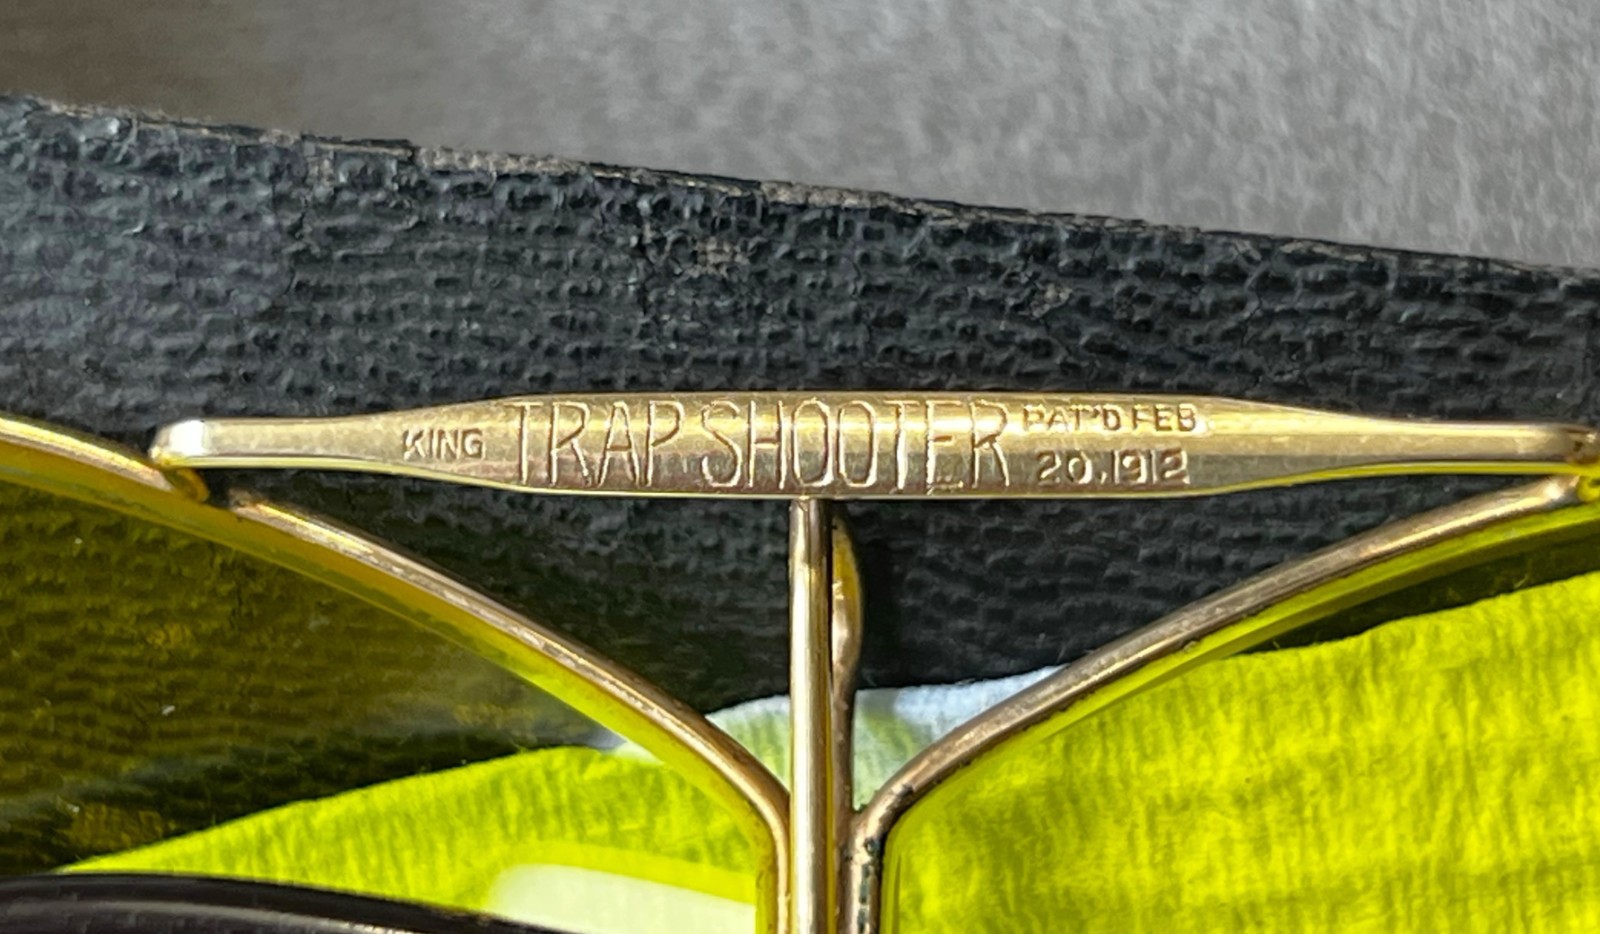 KING TRAPSHOOTER PAT'D FEB
20.1912